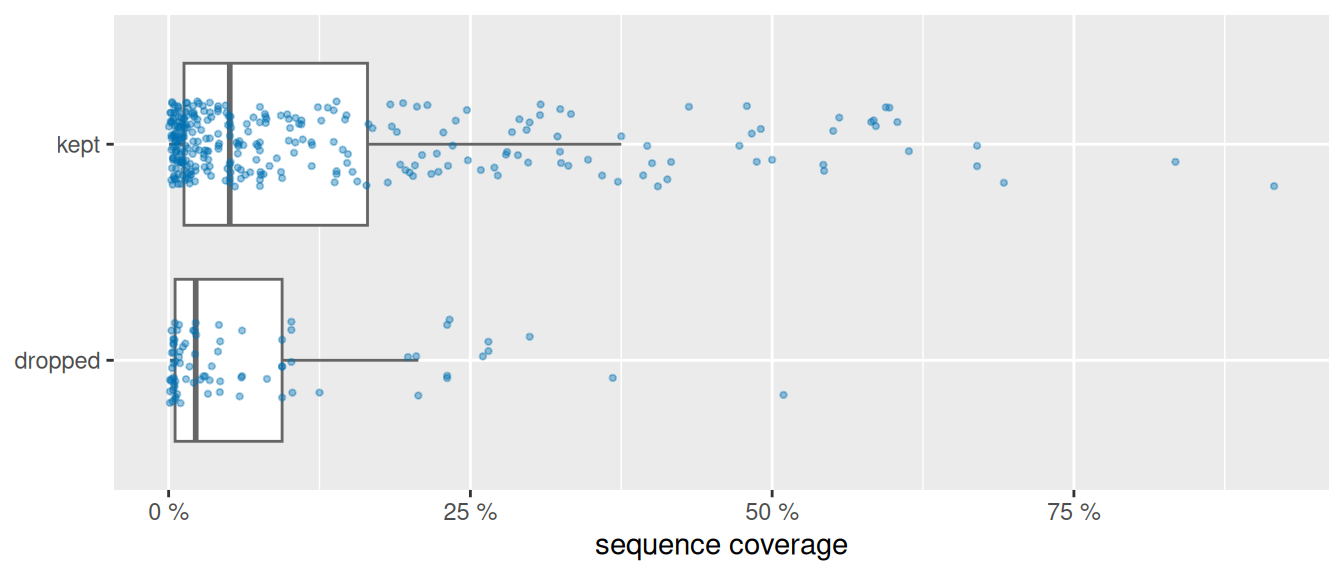 kept
dropped
0 %
25 %
50 %
75 %
sequence coverage